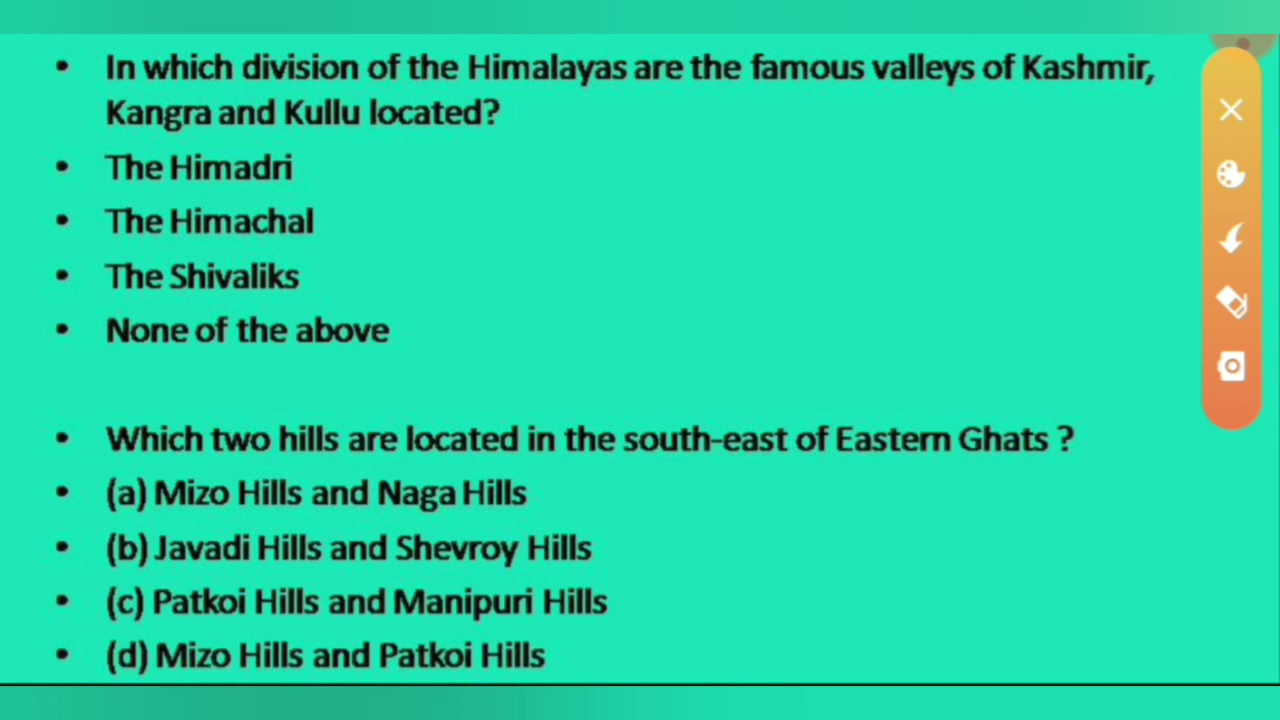 • In which division of the Himalayas are the famous valleys of Kashmir,
Kangra and Kullu located?
• The Himadri
• The Himachal
• The Shivaliks
• None of the above
• Which two hills are located in the south-east of Eastern Ghats ?
• (a) Mizo Hills and Naga Hills
• (b) Javadi Hills and Shevroy Hills
• (c) Patkoi Hills and Manipuri Hills
• (d) Mizo Hills and Patkoi Hills